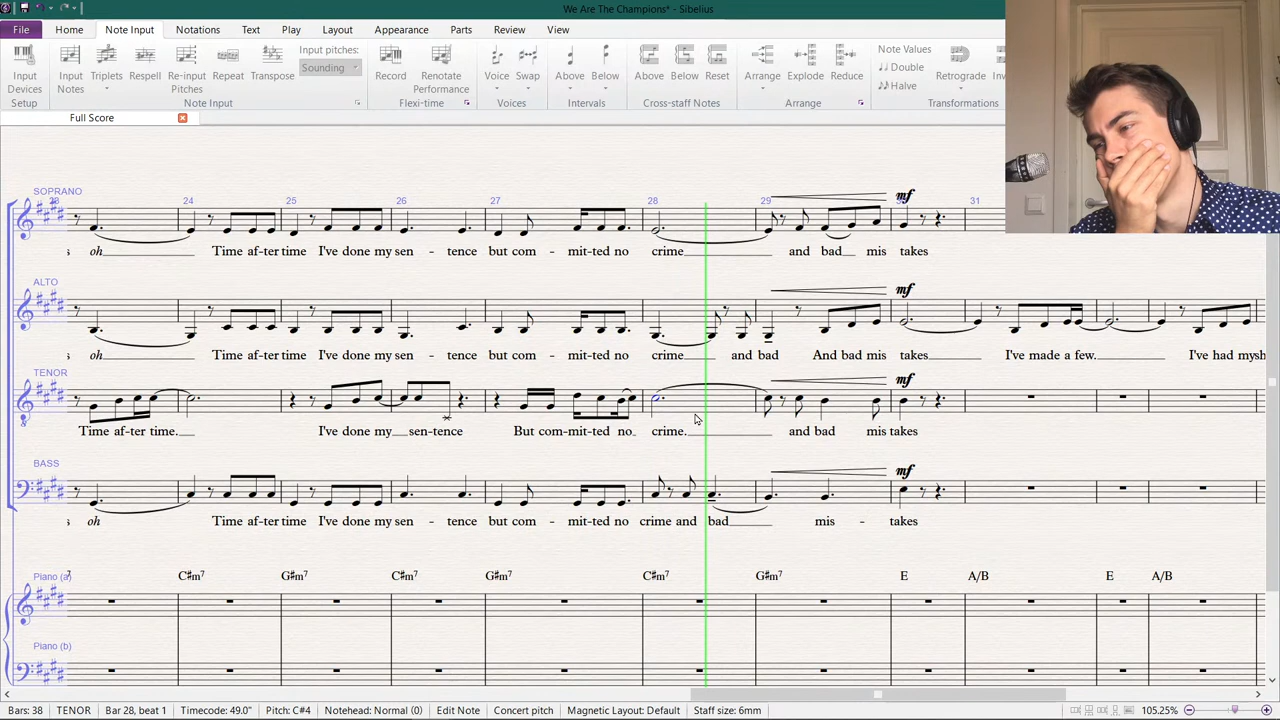 We Are The Champions* - Sibelius
File Home Note Input Notations Text Play Layout Appearance Parts Review View
Input Devices Input Notes Triplets Respell Re-input Pitches Repeat Transpose Input pitches: Sounding Record Renotate Performance Voice Swap Above Below Above Below Reset Arrange Explode Reduce Note Values Double Halve Retrograde
Setup Note Input Flexi-time Voices Intervals Cross-staff Notes Arrange Transformations
Full Score
SOPRANO
23 24 25 26 27 28 29 31
mf
s oh Time af-ter time I've done my sen - tence but com - mit-ted no crime and bad mis takes
ALTO
mf
s oh Time af-ter time I've done my sen - tence but com - mit-ted no crime and bad And bad mis takes I've made a few. I've had mysh
TENOR
mf
Time af-ter time. I've done my sen-tence But com-mit-ted no crime. and bad mis takes
BASS
mf
s oh Time af-ter time I've done my sen - tence but com - mit-ted no crime and bad mis - takes
Piano (a)
7 C♯m7 G♯m7 C♯m7 G♯m7 C♯m7 G♯m7 E A/B E A/B
Piano (b)
Bars: 38 TENOR Bar 28, beat 1 Timecode: 49.0" Pitch: C#4 Notehead: Normal (0) Edit Note Concert pitch Magnetic Layout: Default Staff size: 6mm 105.25%